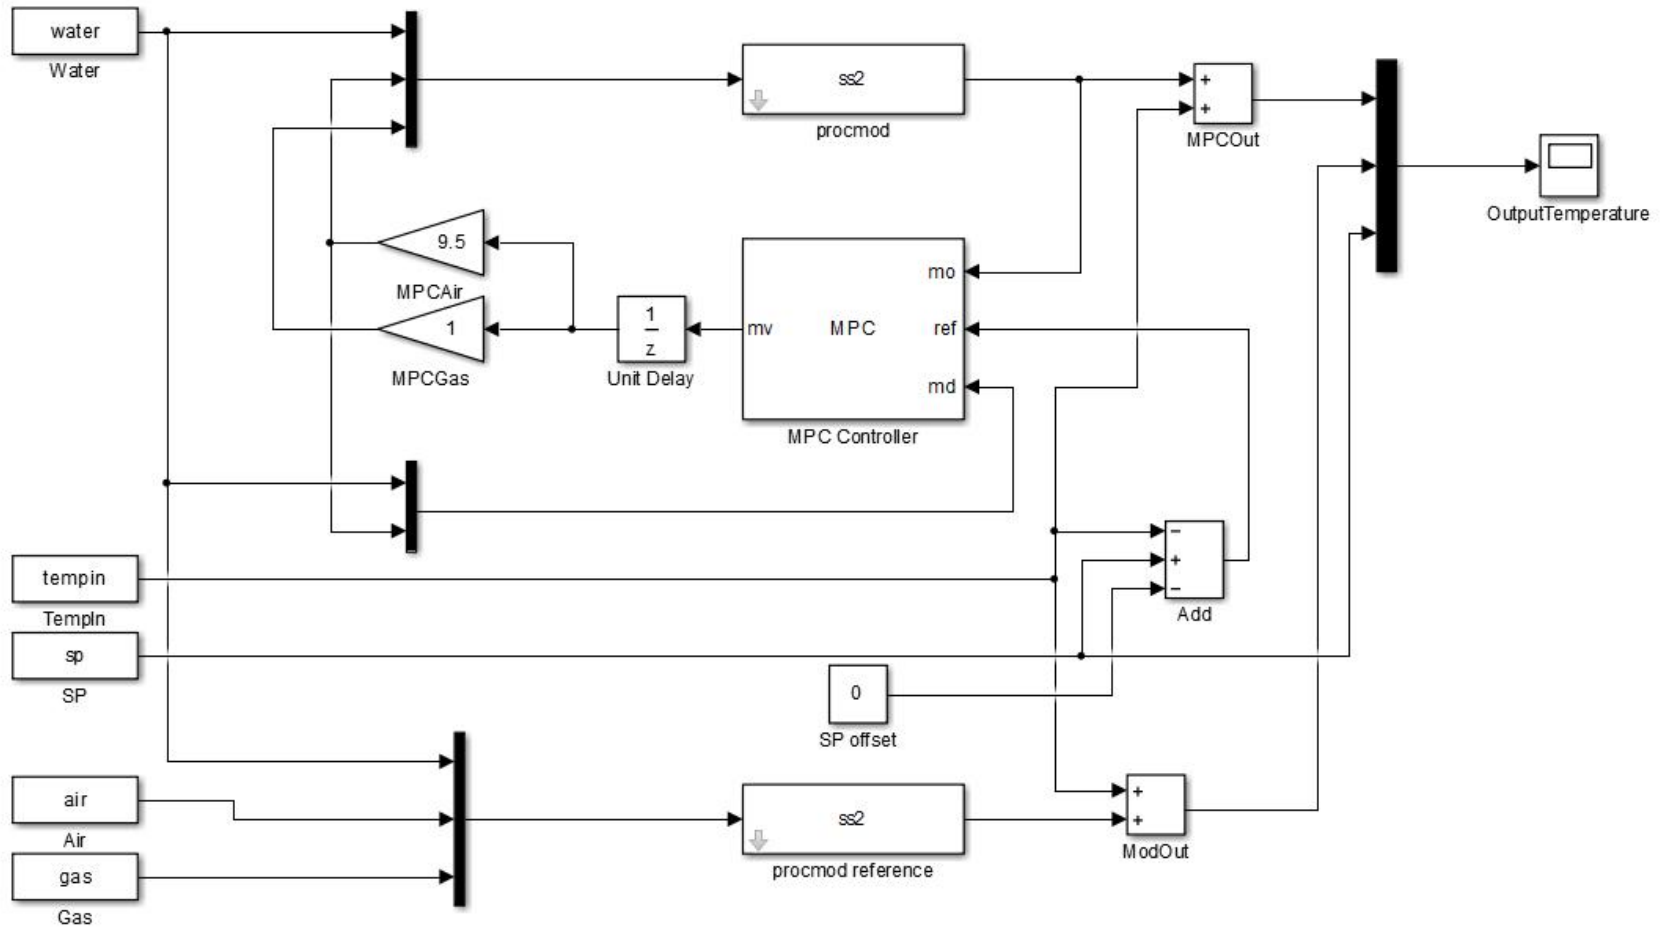 water
Water
ss2
procmod
+
+
MPCOut
OutputTemperature
9.5
MPCAir
1
MPCGas
1
z
Unit Delay
mo
mv
MPC
ref
md
MPC Controller
tempin
TempIn
sp
SP
−
+
−
Add
0
SP offset
air
Air
gas
Gas
ss2
procmod reference
+
+
ModOut